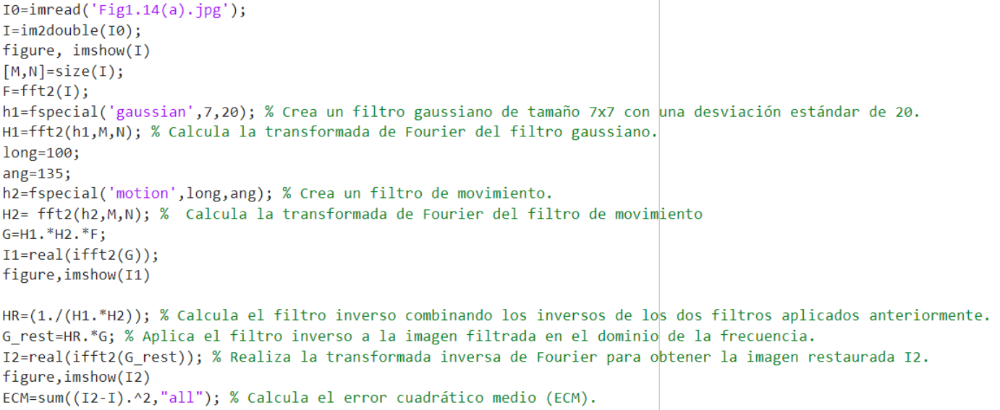 I0=imread('Fig1.14(a).jpg');
I=im2double(I0);
figure, imshow(I)
[M,N]=size(I);
F=fft2(I);
h1=fspecial('gaussian',7,20); % Crea un filtro gaussiano de tamaño 7x7 con una desviación estándar de 20.
H1=fft2(h1,M,N); % Calcula la transformada de Fourier del filtro gaussiano.
long=100;
ang=135;
h2=fspecial('motion',long,ang); % Crea un filtro de movimiento.
H2= fft2(h2,M,N); %  Calcula la transformada de Fourier del filtro de movimiento
G=H1.*H2.*F;
I1=real(ifft2(G));
figure,imshow(I1)
HR=(1./(H1.*H2)); % Calcula el filtro inverso combinando los inversos de los dos filtros aplicados anteriormente.
G_rest=HR.*G; % Aplica el filtro inverso a la imagen filtrada en el dominio de la frecuencia.
I2=real(ifft2(G_rest)); % Realiza la transformada inversa de Fourier para obtener la imagen restaurada I2.
figure,imshow(I2)
ECM=sum((I2-I).^2,"all"); % Calcula el error cuadrático medio (ECM).